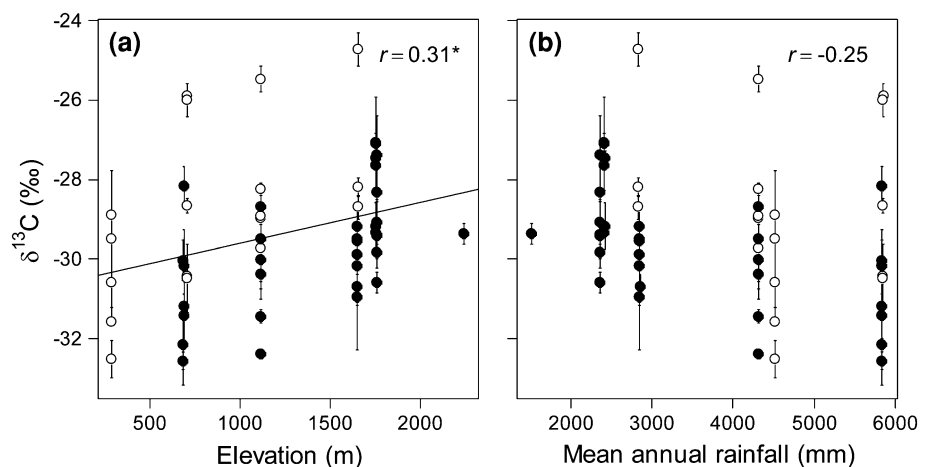 (a)
r = 0.31*
(b)
r = -0.25
δ¹³C (‰)
-24
-26
-28
-30
-32
500 1000 1500 2000
2000 3000 4000 5000 6000
Elevation (m)
Mean annual rainfall (mm)